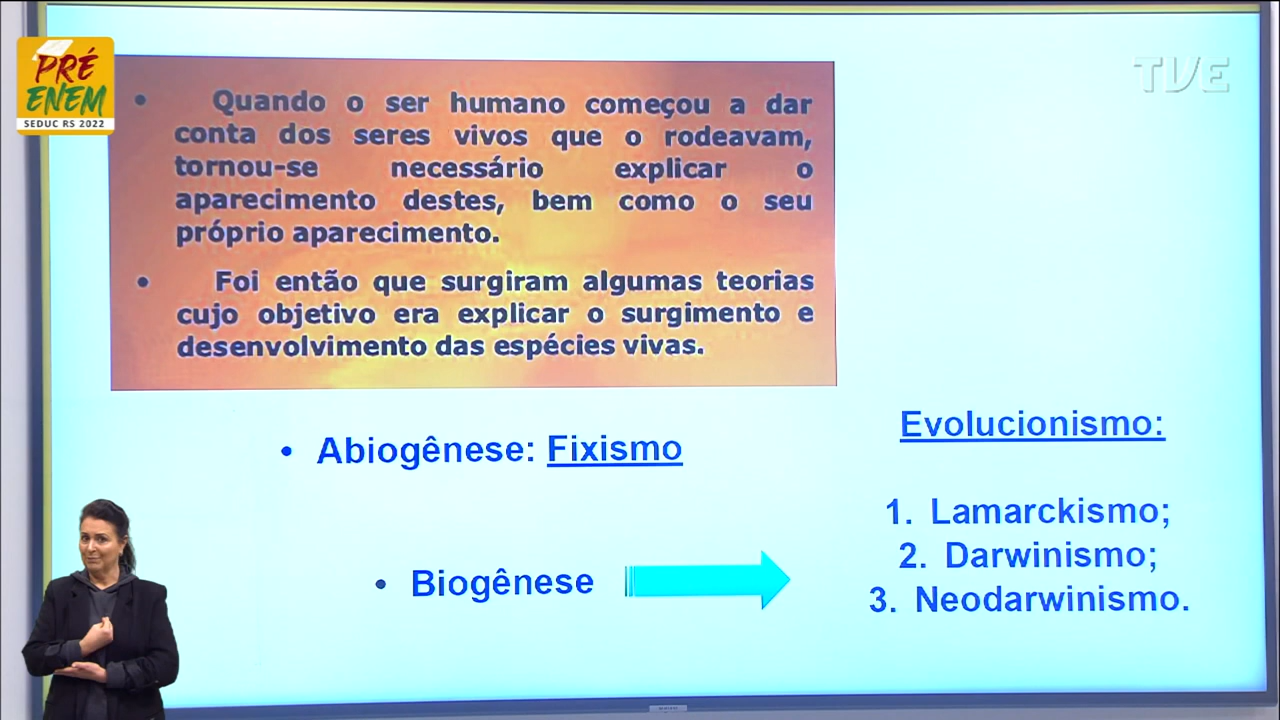 PRÉ
ENEM
SEDUC RS 2022
TVE
• Quando o ser humano começou a dar
conta dos seres vivos que o rodeavam,
tornou-se necessário explicar o
aparecimento destes, bem como o seu
próprio aparecimento.
• Foi então que surgiram algumas teorias
cujo objetivo era explicar o surgimento e
desenvolvimento das espécies vivas.
• Abiogênese: Fixismo
• Biogênese
Evolucionismo:
1. Lamarckismo;
2. Darwinismo;
3. Neodarwinismo.